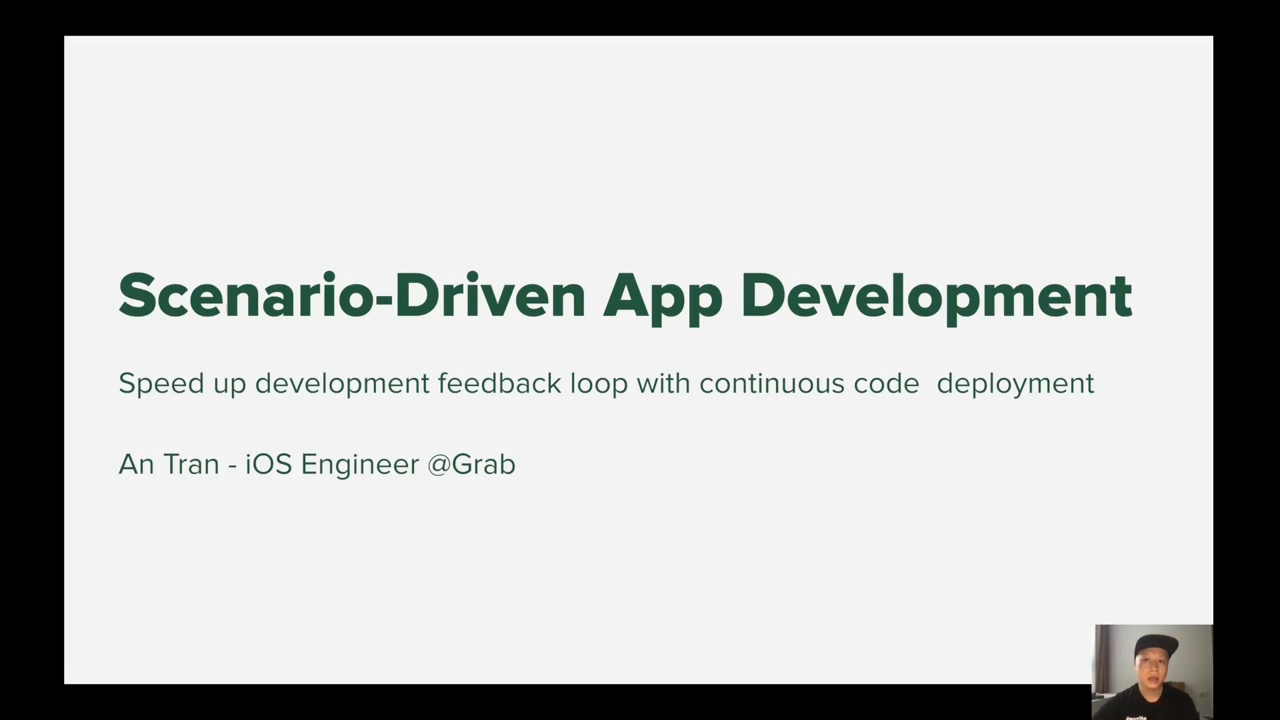 Scenario-Driven App Development
Speed up development feedback loop with continuous code  deployment
An Tran - iOS Engineer @Grab